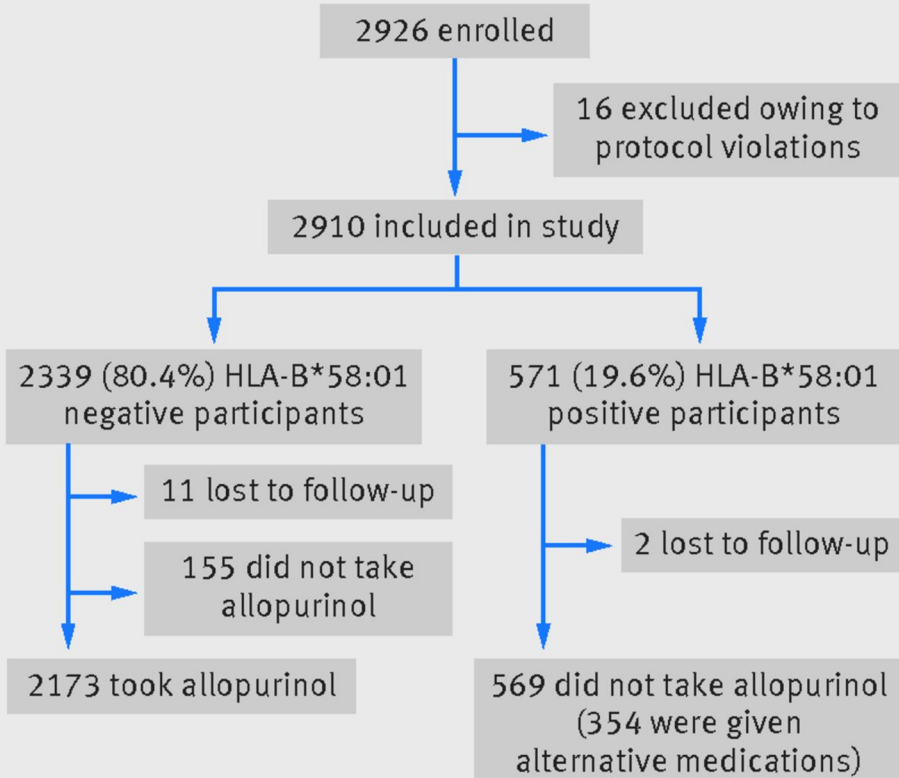 2926 enrolled
16 excluded owing to
protocol violations
2910 included in study
2339 (80.4%) HLA-B*58:01
negative participants
571 (19.6%) HLA-B*58:01
positive participants
11 lost to follow-up
155 did not take
allopurinol
2 lost to follow-up
2173 took allopurinol
569 did not take allopurinol
(354 were given
alternative medications)